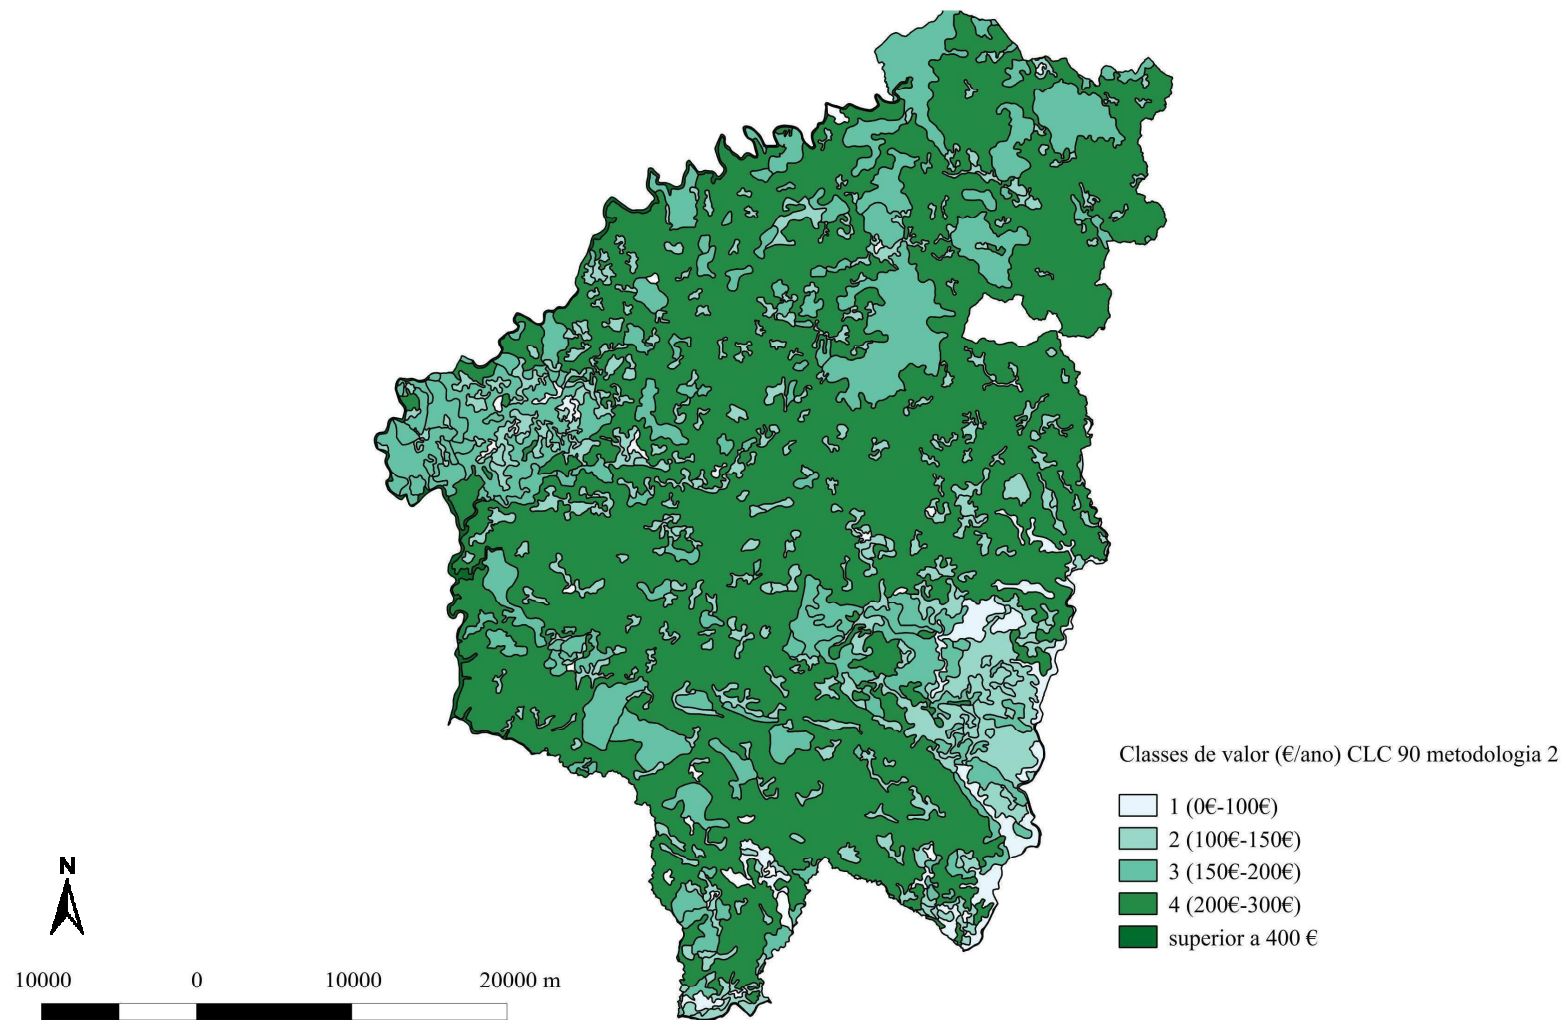 Classes de valor (€/ano) CLC 90 metodologia 2
1 (0€-100€)
2 (100€-150€)
3 (150€-200€)
4 (200€-300€)
superior a 400 €
N
10000 0 10000 20000 m